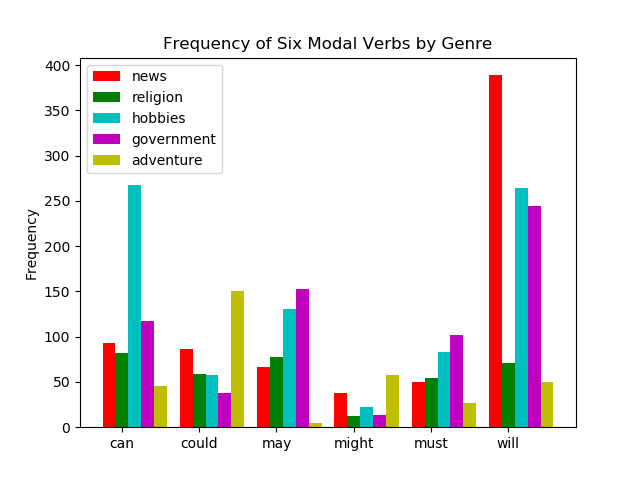 Frequency of Six Modal Verbs by Genre
400
350
300
250
200
150
100
50
0
Frequency
news
religion
hobbies
government
adventure
can could may might must will